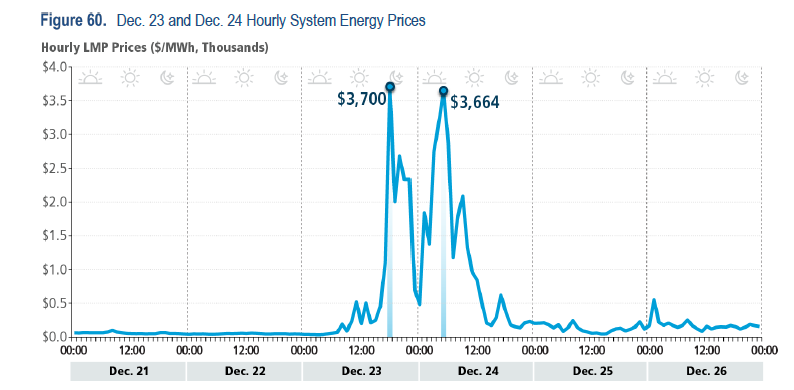 Figure 60. Dec. 23 and Dec. 24 Hourly System Energy Prices
Hourly LMP Prices ($/MWh, Thousands)
$4.0
$3.5
$3.0
$2.5
$2.0
$1.5
$1.0
$0.5
$0.0
$3,700
$3,664
00:00 12:00 00:00 12:00 00:00 12:00 00:00 12:00 00:00 12:00 00:00 12:00 00:00
Dec. 21 Dec. 22 Dec. 23 Dec. 24 Dec. 25 Dec. 26